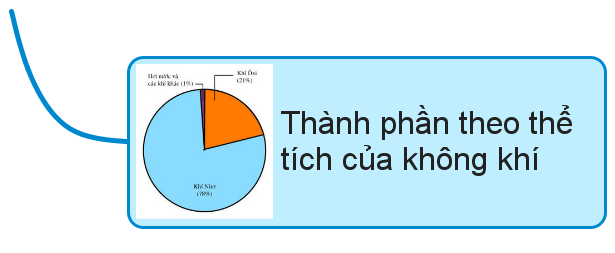 Hơi nước và
các khí khác (1%)
Khí Ôxi
(21%)
Khí Nitơ
(78%)
Thành phần theo thể
tích của không khí